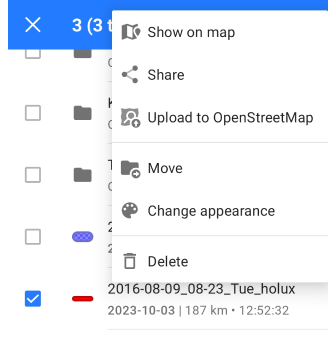 3 (3 t
Show on map
Share
Upload to OpenStreetMap
Move
Change appearance
Delete
2016-08-09_08-23_Tue_holux
2023-10-03 | 187 km • 12:52:32